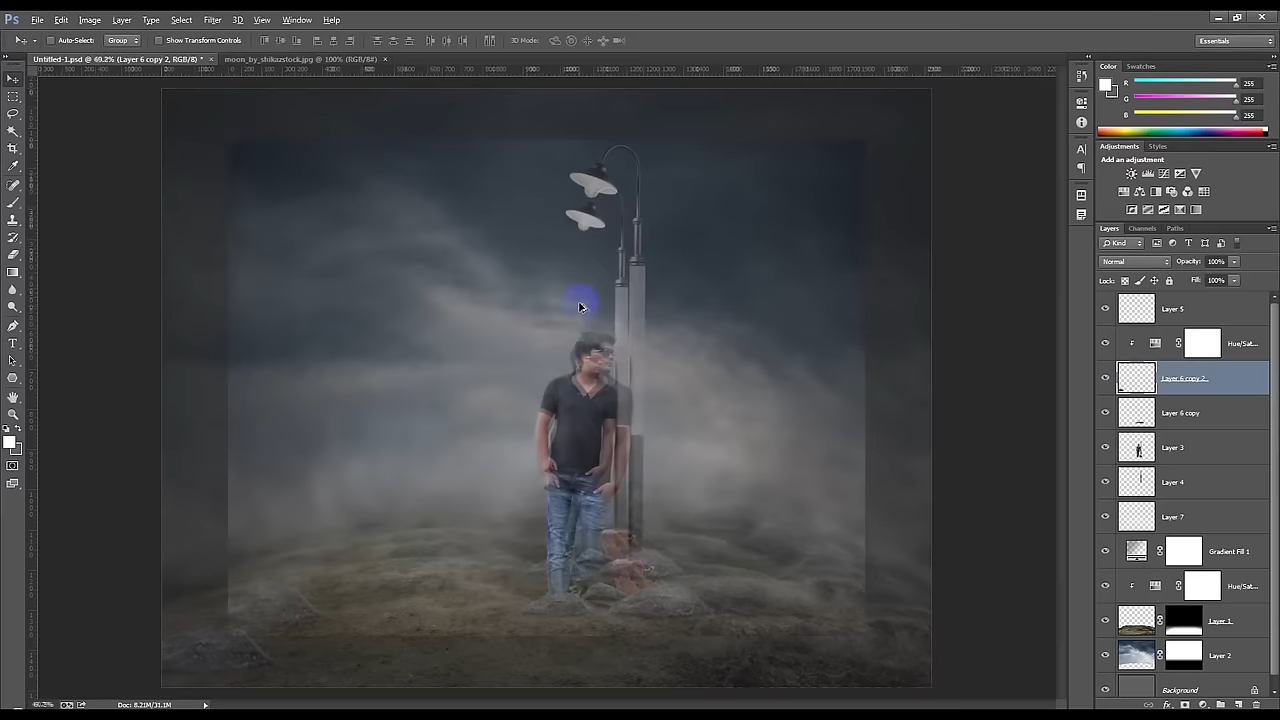 Ps File Edit Image Layer Type Select Filter 3D View Window Help
Auto-Select: Group Show Transform Controls 3D Mode: Essentials
Untitled-1.psd @ 69.2% (Layer 6 copy 2, RGB/8) * × moon_by_shikazstock.jpg @ 100% (RGB/8#) ×
Color Swatches
R 255
G 255
B 255
Adjustments Styles
Add an adjustment
Layers Channels Paths
Kind
Normal Opacity: 100%
Lock: Fill: 100%
Layer 5
Hue/Sat...
Layer 6 copy 2
Layer 6 copy
Layer 3
Layer 4
Layer 7
Gradient Fill 1
Hue/Sat...
Layer 1
Layer 2
Background
Doc: 8.21M/31.1M